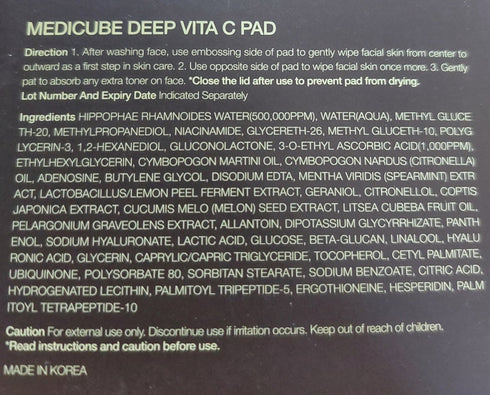 MEDICUBE DEEP VITA C PAD
Direction 1. After washing face, use embossing side of pad to gently wipe facial skin from center to
outward as a first step in skin care. 2. Use opposite side of pad to wipe facial skin once more. 3. Gently
pat to absorb any extra toner on face. *Close the lid after use to prevent pad from drying.
Lot Number And Expiry Date Indicated Separately
Ingredients HIPPOPHAE RHAMNOIDES WATER(500,000PPM), WATER(AQUA), METHYL GLUCE
TH-20, METHYLPROPANEDIOL, NIACINAMIDE, GLYCERETH-26, METHYL GLUCETH-10, POLYG
LYCERIN-3, 1,2-HEXANEDIOL, GLUCONOLACTONE, 3-O-ETHYL ASCORBIC ACID(1,000PPM),
ETHYLHEXYLGLYCERIN, CYMBOPOGON MARTINI OIL, CYMBOPOGON NARDUS (CITRONELLA)
OIL, ADENOSINE, BUTYLENE GLYCOL, DISODIUM EDTA, MENTHA VIRIDIS (SPEARMINT) EXTR
ACT, LACTOBACILLUS/LEMON PEEL FERMENT EXTRACT, GERANIOL, CITRONELLOL, COPTIS
JAPONICA EXTRACT, CUCUMIS MELO (MELON) SEED EXTRACT, LITSEA CUBEBA FRUIT OIL,
PELARGONIUM GRAVEOLENS EXTRACT, ALLANTOIN, DIPOTASSIUM GLYCYRRHIZATE, PANTH
ENOL, SODIUM HYALURONATE, LACTIC ACID, GLUCOSE, BETA-GLUCAN, LINALOOL, HYALU
RONIC ACID, GLYCERIN, CAPRYLIC/CAPRIC TRIGLYCERIDE, TOCOPHEROL, CETYL PALMITATE,
UBIQUINONE, POLYSORBATE 80, SORBITAN STEARATE, SODIUM BENZOATE, CITRIC ACID,
HYDROGENATED LECITHIN, PALMITOYL TRIPEPTIDE-5, ERGOTHIONEINE, HESPERIDIN, PALM
ITOYL TETRAPEPTIDE-10
Caution For external use only. Discontinue use if irritation occurs. Keep out of reach of children.
*Read instructions and caution before use.
MADE IN KOREA